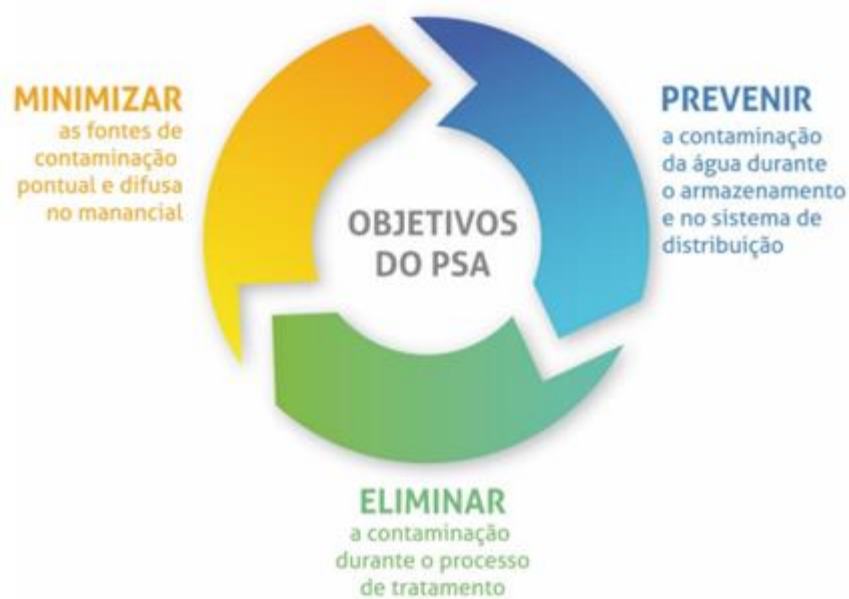 MINIMIZAR
as fontes de
contaminação
pontual e difusa
no manancial
PREVENIR
a contaminação
da água durante
o armazenamento
e no sistema de
distribuição
OBJETIVOS
DO PSA
ELIMINAR
a contaminação
durante o processo
de tratamento